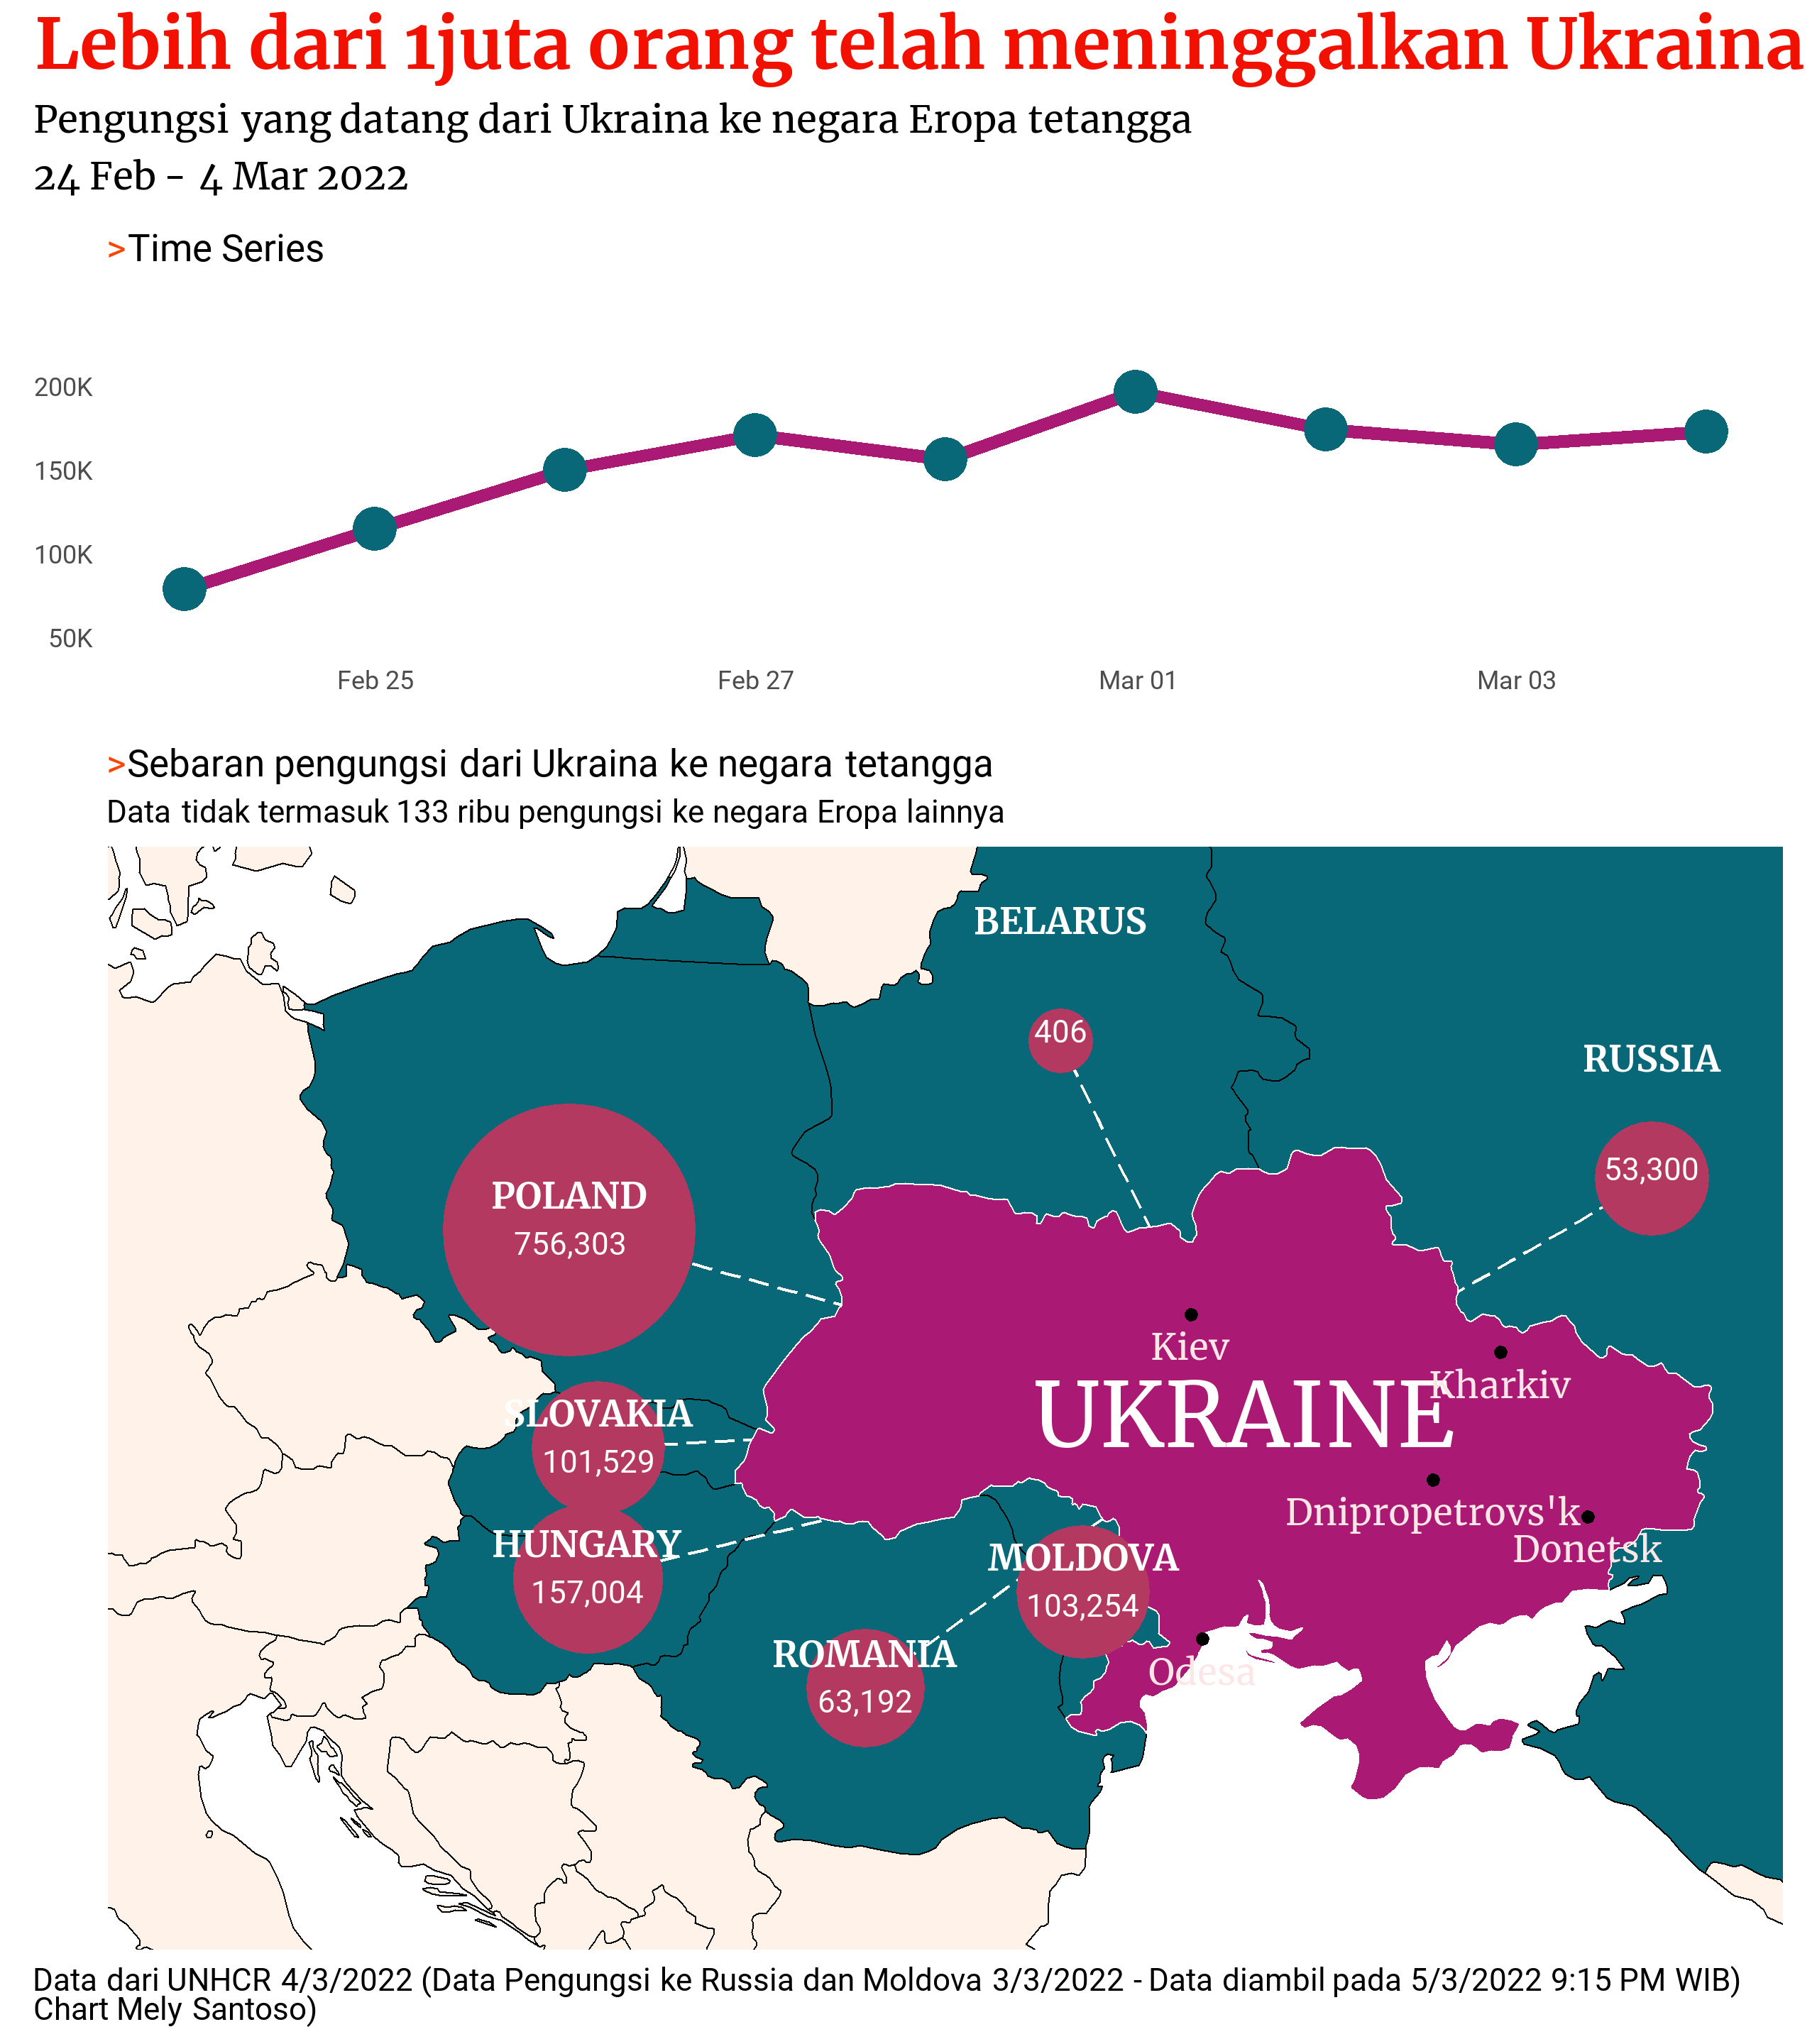 Lebih dari 1juta orang telah meninggalkan Ukraina
Pengungsi yang datang dari Ukraina ke negara Eropa tetangga
24 Feb - 4 Mar 2022
>Time Series
200K
150K
100K
50K
Feb 25
Feb 27
Mar 01
Mar 03
>Sebaran pengungsi dari Ukraina ke negara tetangga
Data tidak termasuk 133 ribu pengungsi ke negara Eropa lainnya
BELARUS
406
RUSSIA
53,300
POLAND
756,303
Kiev
Kharkiv
UKRAINE
SLOVAKIA
101,529
Dnipropetrovs'k
Donetsk
HUNGARY
157,004
MOLDOVA
103,254
ROMANIA
63,192
Odesa
Data dari UNHCR 4/3/2022 (Data Pengungsi ke Russia dan Moldova 3/3/2022 - Data diambil pada 5/3/2022 9:15 PM WIB)
Chart Mely Santoso)